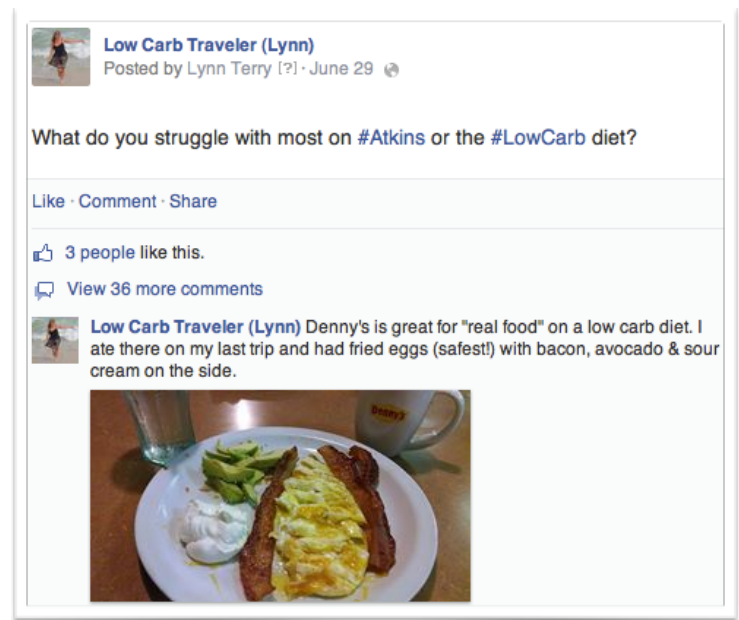 Low Carb Traveler (Lynn)
Posted by Lynn Terry [?] · June 29
What do you struggle with most on #Atkins or the #LowCarb diet?
Like · Comment · Share
3 people like this.
View 36 more comments
Low Carb Traveler (Lynn) Denny's is great for "real food" on a low carb diet. I
ate there on my last trip and had fried eggs (safest!) with bacon, avocado & sour
cream on the side.
Denny's